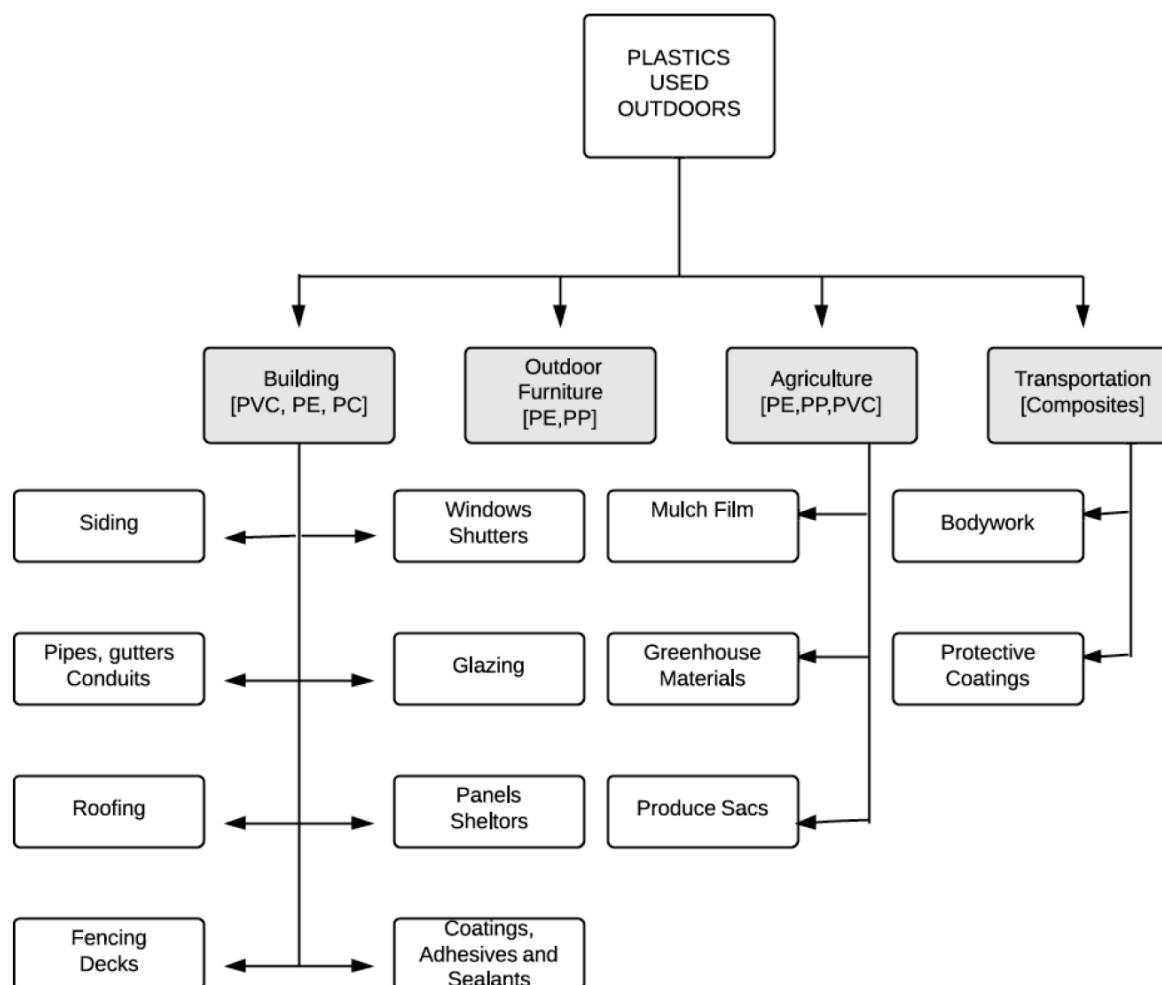 PLASTICS
USED
OUTDOORS
Building
[PVC, PE, PC]
Outdoor
Furniture
[PE,PP]
Agriculture
[PE,PP,PVC]
Transportation
[Composites]
Siding
Windows
Shutters
Mulch Film
Bodywork
Pipes, gutters
Conduits
Glazing
Greenhouse
Materials
Protective
Coatings
Roofing
Panels
Sheltors
Produce Sacs
Fencing
Decks
Coatings,
Adhesives and
Sealants